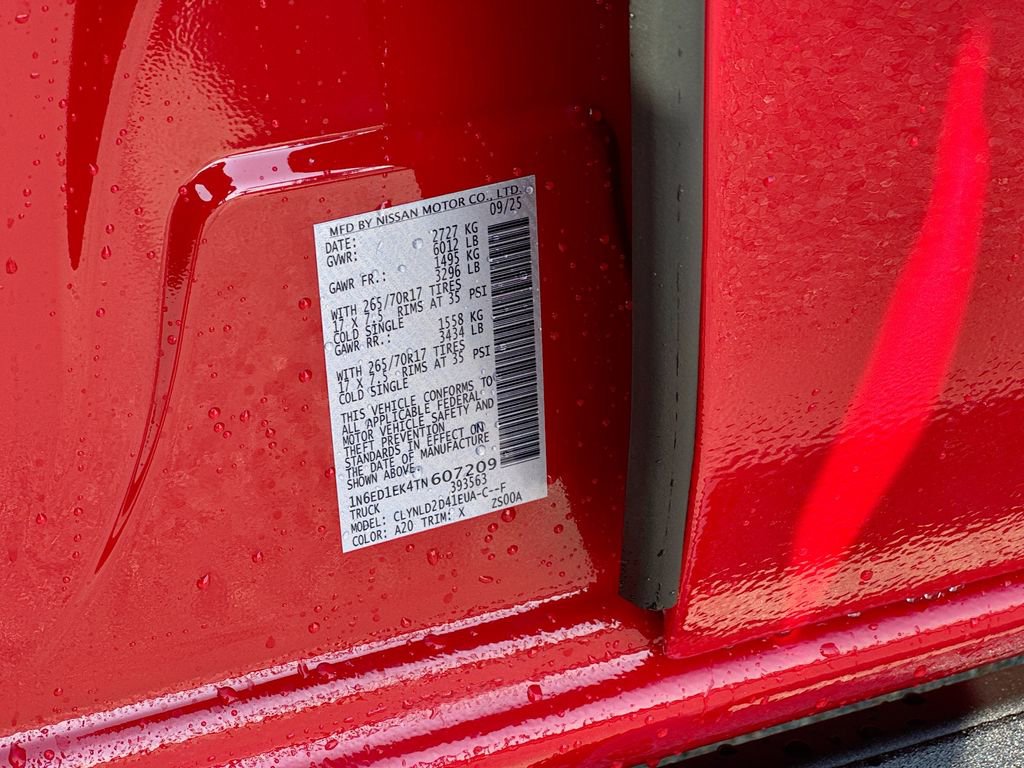 MFD BY NISSAN MOTOR CO., LTD.
DATE: 09/25
GVWR: 2727 KG
6012 LB
GAWR FR.: 1495 KG
3296 LB
WITH 265/70R17 TIRES
17 X 7.5 RIMS AT 35 PSI
COLD SINGLE
GAWR RR.: 1558 KG
3434 LB
WITH 265/70R17 TIRES
17 X 7.5 RIMS AT 35 PSI
COLD SINGLE
THIS VEHICLE CONFORMS TO
ALL APPLICABLE FEDERAL
MOTOR VEHICLE SAFETY AND
THEFT PREVENTION
STANDARDS IN EFFECT ON
THE DATE OF MANUFACTURE
SHOWN ABOVE.
1N6ED1EK4TN607209
TRUCK 393563
MODEL: CLYNLD2D41EUA-C--F
COLOR: A20 TRIM: X ZS00A